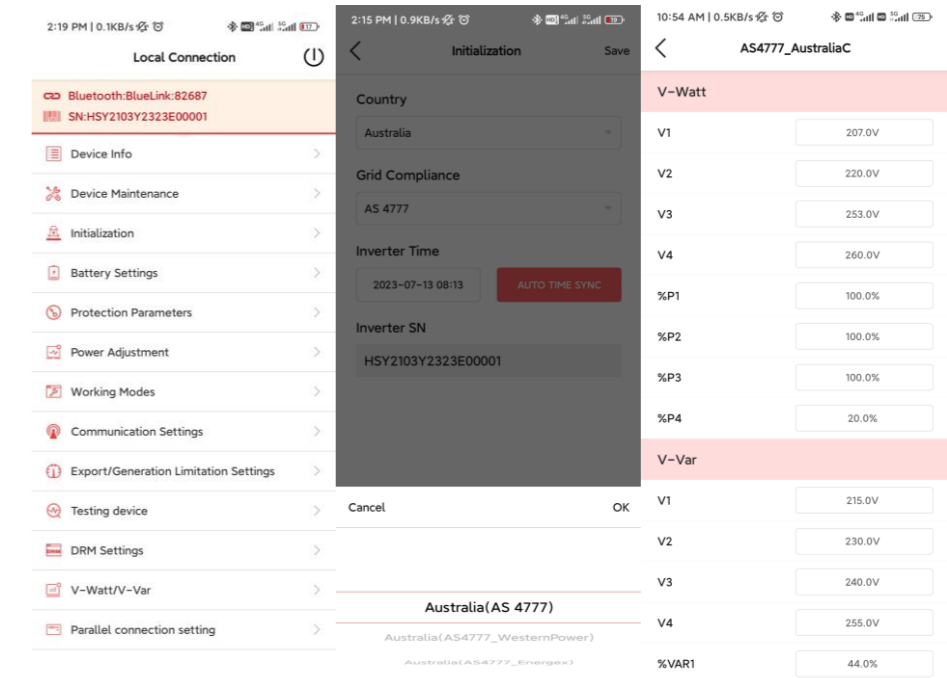 2:19 PM | 0.1KB/s
17
Local Connection
Bluetooth:BlueLink:82687
SN:HSY2103Y2323E00001
Device Info
Device Maintenance
Initialization
Battery Settings
Protection Parameters
Power Adjustment
Working Modes
Communication Settings
Export/Generation Limitation Settings
Testing device
DRM Settings
V-Watt/V-Var
Parallel connection setting
2:15 PM | 0.9KB/s
19
Initialization
Save
Country
Australia
Grid Compliance
AS 4777
Inverter Time
2023-07-13 08:13
AUTO TIME SYNC
Inverter SN
HSY2103Y2323E00001
Cancel
OK
Australia(AS 4777)
Australia(AS4777_WesternPower)
Australia(AS4777_Energex)
10:54 AM | 0.5KB/s
75
AS4777_AustraliaC
V-Watt
V1 207.0V
V2 220.0V
V3 253.0V
V4 260.0V
%P1 100.0%
%P2 100.0%
%P3 100.0%
%P4 20.0%
V-Var
V1 215.0V
V2 230.0V
V3 240.0V
V4 255.0V
%VAR1 44.0%